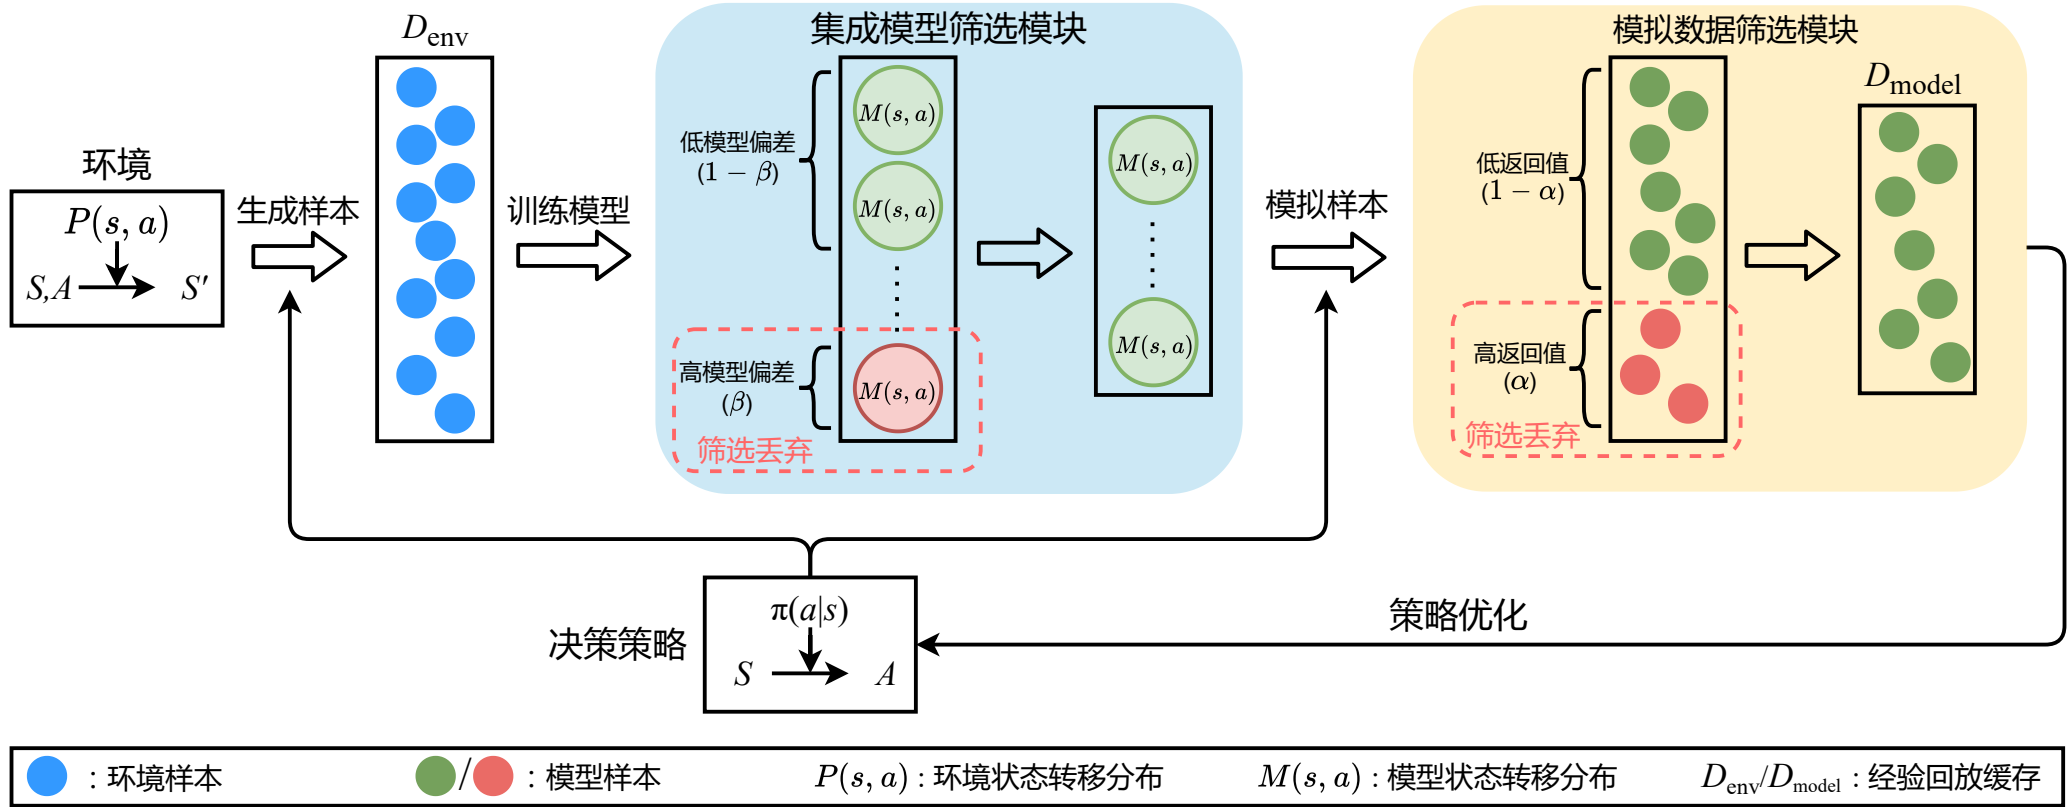 环境
P(s, a)
S,A
S′
生成样本
D_env
训练模型
集成模型筛选模块
低模型偏差
(1 − β)
M(s, a)
M(s, a)
高模型偏差
(β)
M(s, a)
筛选丢弃
M(s, a)
M(s, a)
模拟样本
模拟数据筛选模块
低返回值
(1 − α)
高返回值
(α)
筛选丢弃
D_model
决策策略
π(a|s)
S
A
策略优化
: 环境样本
/ : 模型样本
P(s, a) : 环境状态转移分布
M(s, a) : 模型状态转移分布
D_env/D_model : 经验回放缓存